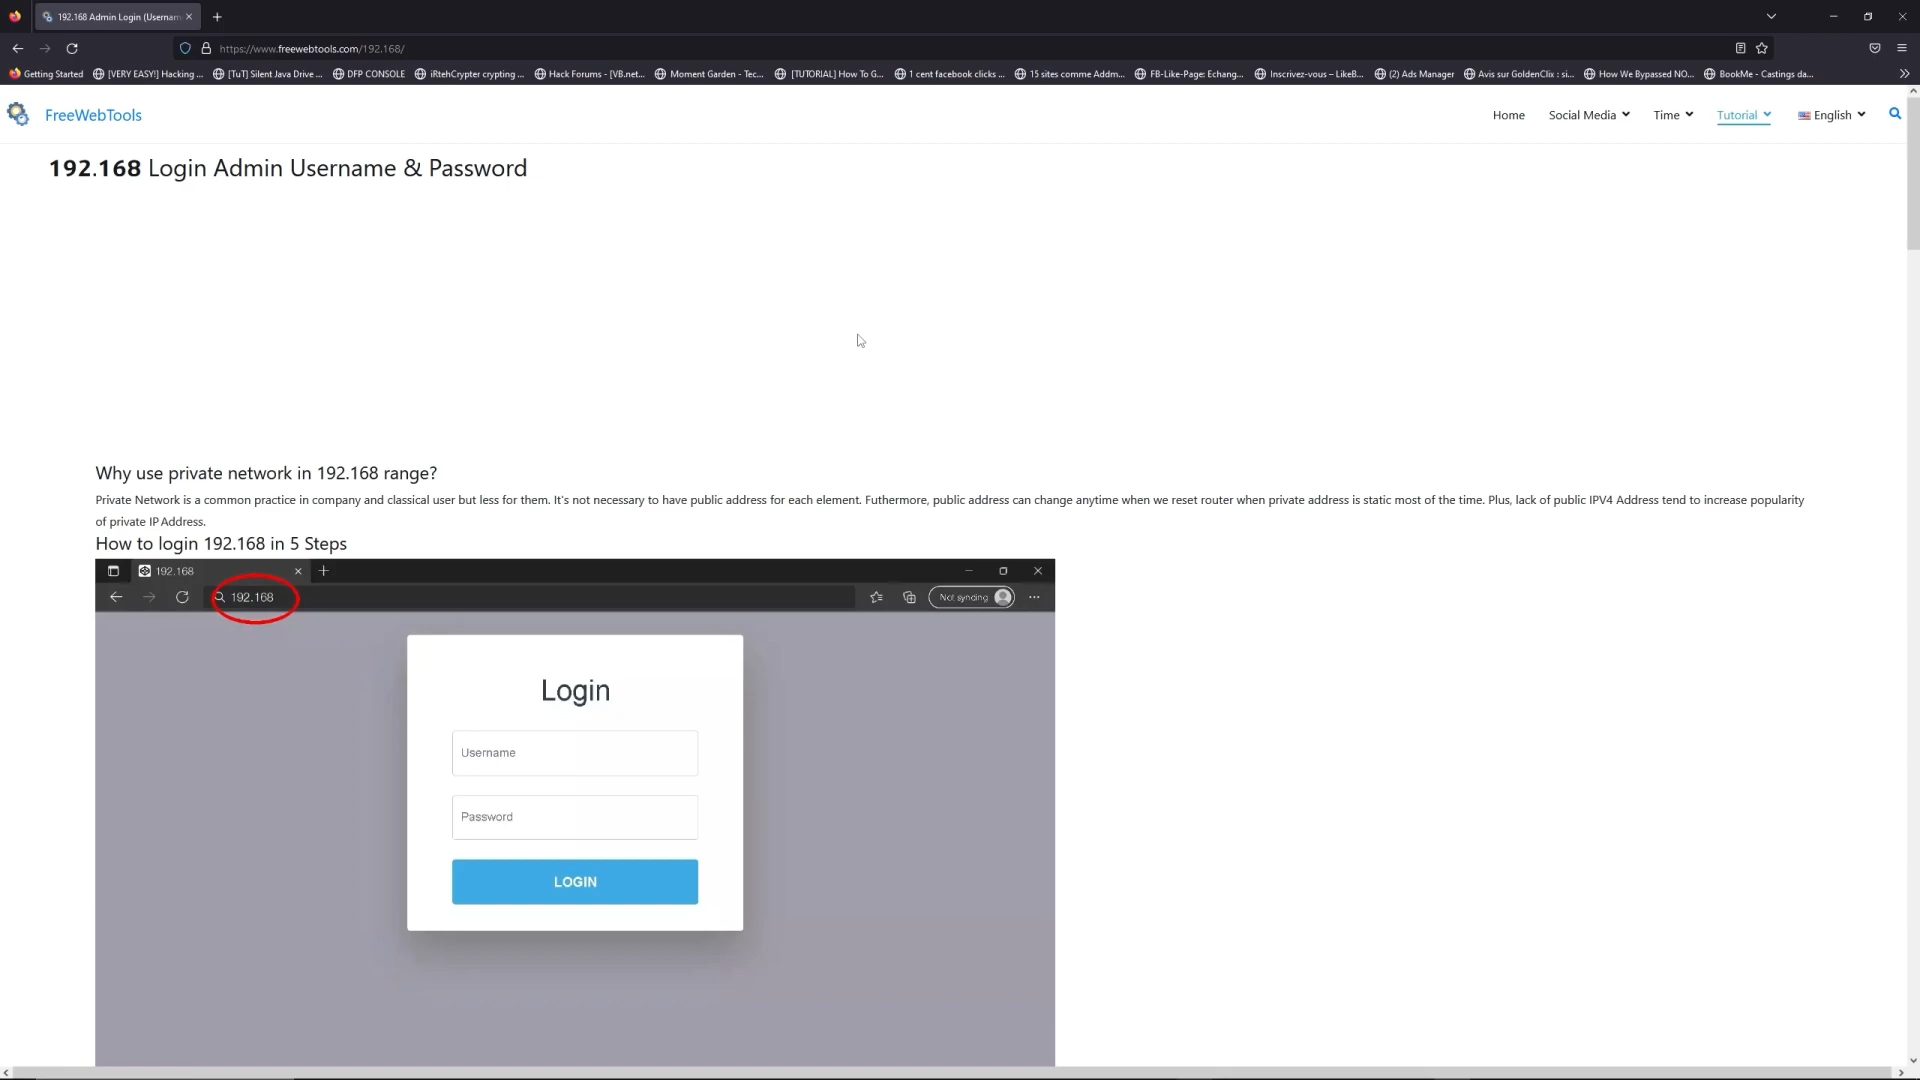 192.168 Admin Login (Usernam
https://www.freewebtools.com/192.168/
Getting Started
[VERY EASY!] Hacking ...
[TuT] Silent Java Drive ...
DFP CONSOLE
iRtehCrypter crypting ...
Hack Forums - [VB.net...
Moment Garden - Tec...
[TUTORIAL] How To G...
1 cent facebook clicks ...
15 sites comme Addm...
FB-Like-Page: Echang...
Inscrivez-vous – LikeB...
(2) Ads Manager
Avis sur GoldenClix : si...
How We Bypassed NO...
BookMe - Castings da...
FreeWebTools
Home
Social Media
Time
Tutorial
English
192.168 Login Admin Username & Password
Why use private network in 192.168 range?
Private Network is a common practice in company and classical user but less for them. It's not necessary to have public address for each element. Futhermore, public address can change anytime when we reset router when private address is static most of the time. Plus, lack of public IPV4 Address tend to increase popularity
of private IP Address.
How to login 192.168 in 5 Steps
192.168
192.168
Not syncing
Login
Username
Password
LOGIN